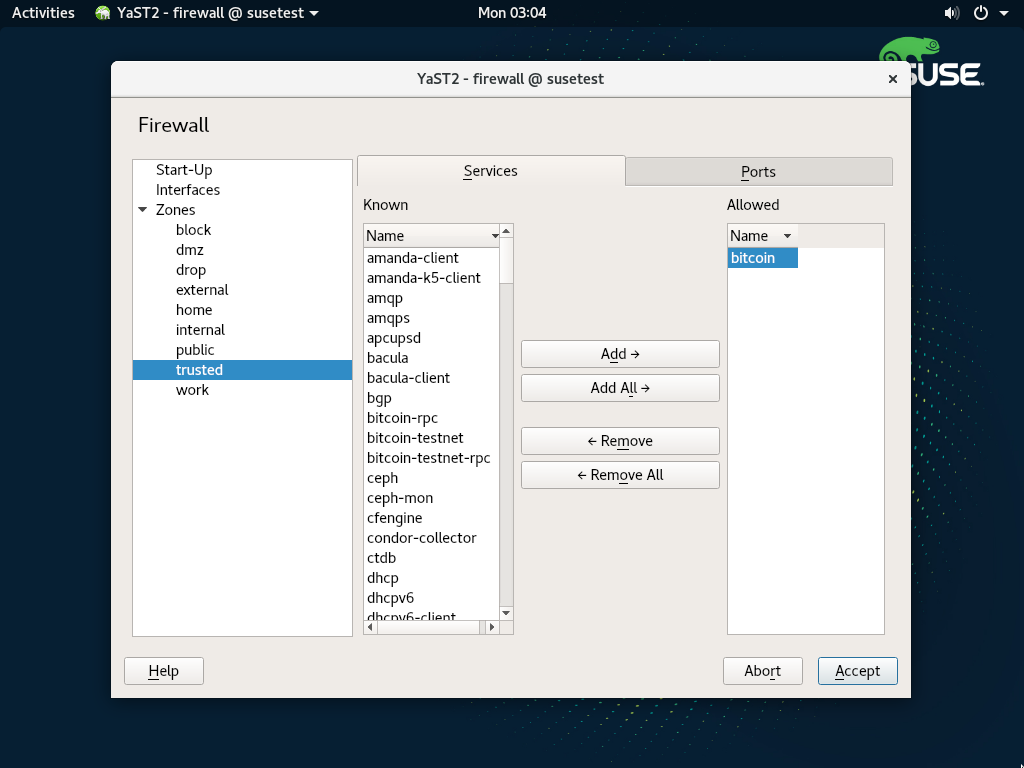 Activities YaST2 - firewall @ susetest Mon 03:04
SUSE
YaST2 - firewall @ susetest
Firewall
Start-Up
Interfaces
Zones
block
dmz
drop
external
home
internal
public
trusted
work
Services Ports
Known
Name
amanda-client
amanda-k5-client
amqp
amqps
apcupsd
bacula
bacula-client
bgp
bitcoin-rpc
bitcoin-testnet
bitcoin-testnet-rpc
ceph
ceph-mon
cfengine
condor-collector
ctdb
dhcp
dhcpv6
dhcpv6-client
Add →
Add All →
← Remove
← Remove All
Allowed
Name
bitcoin
Help Abort Accept